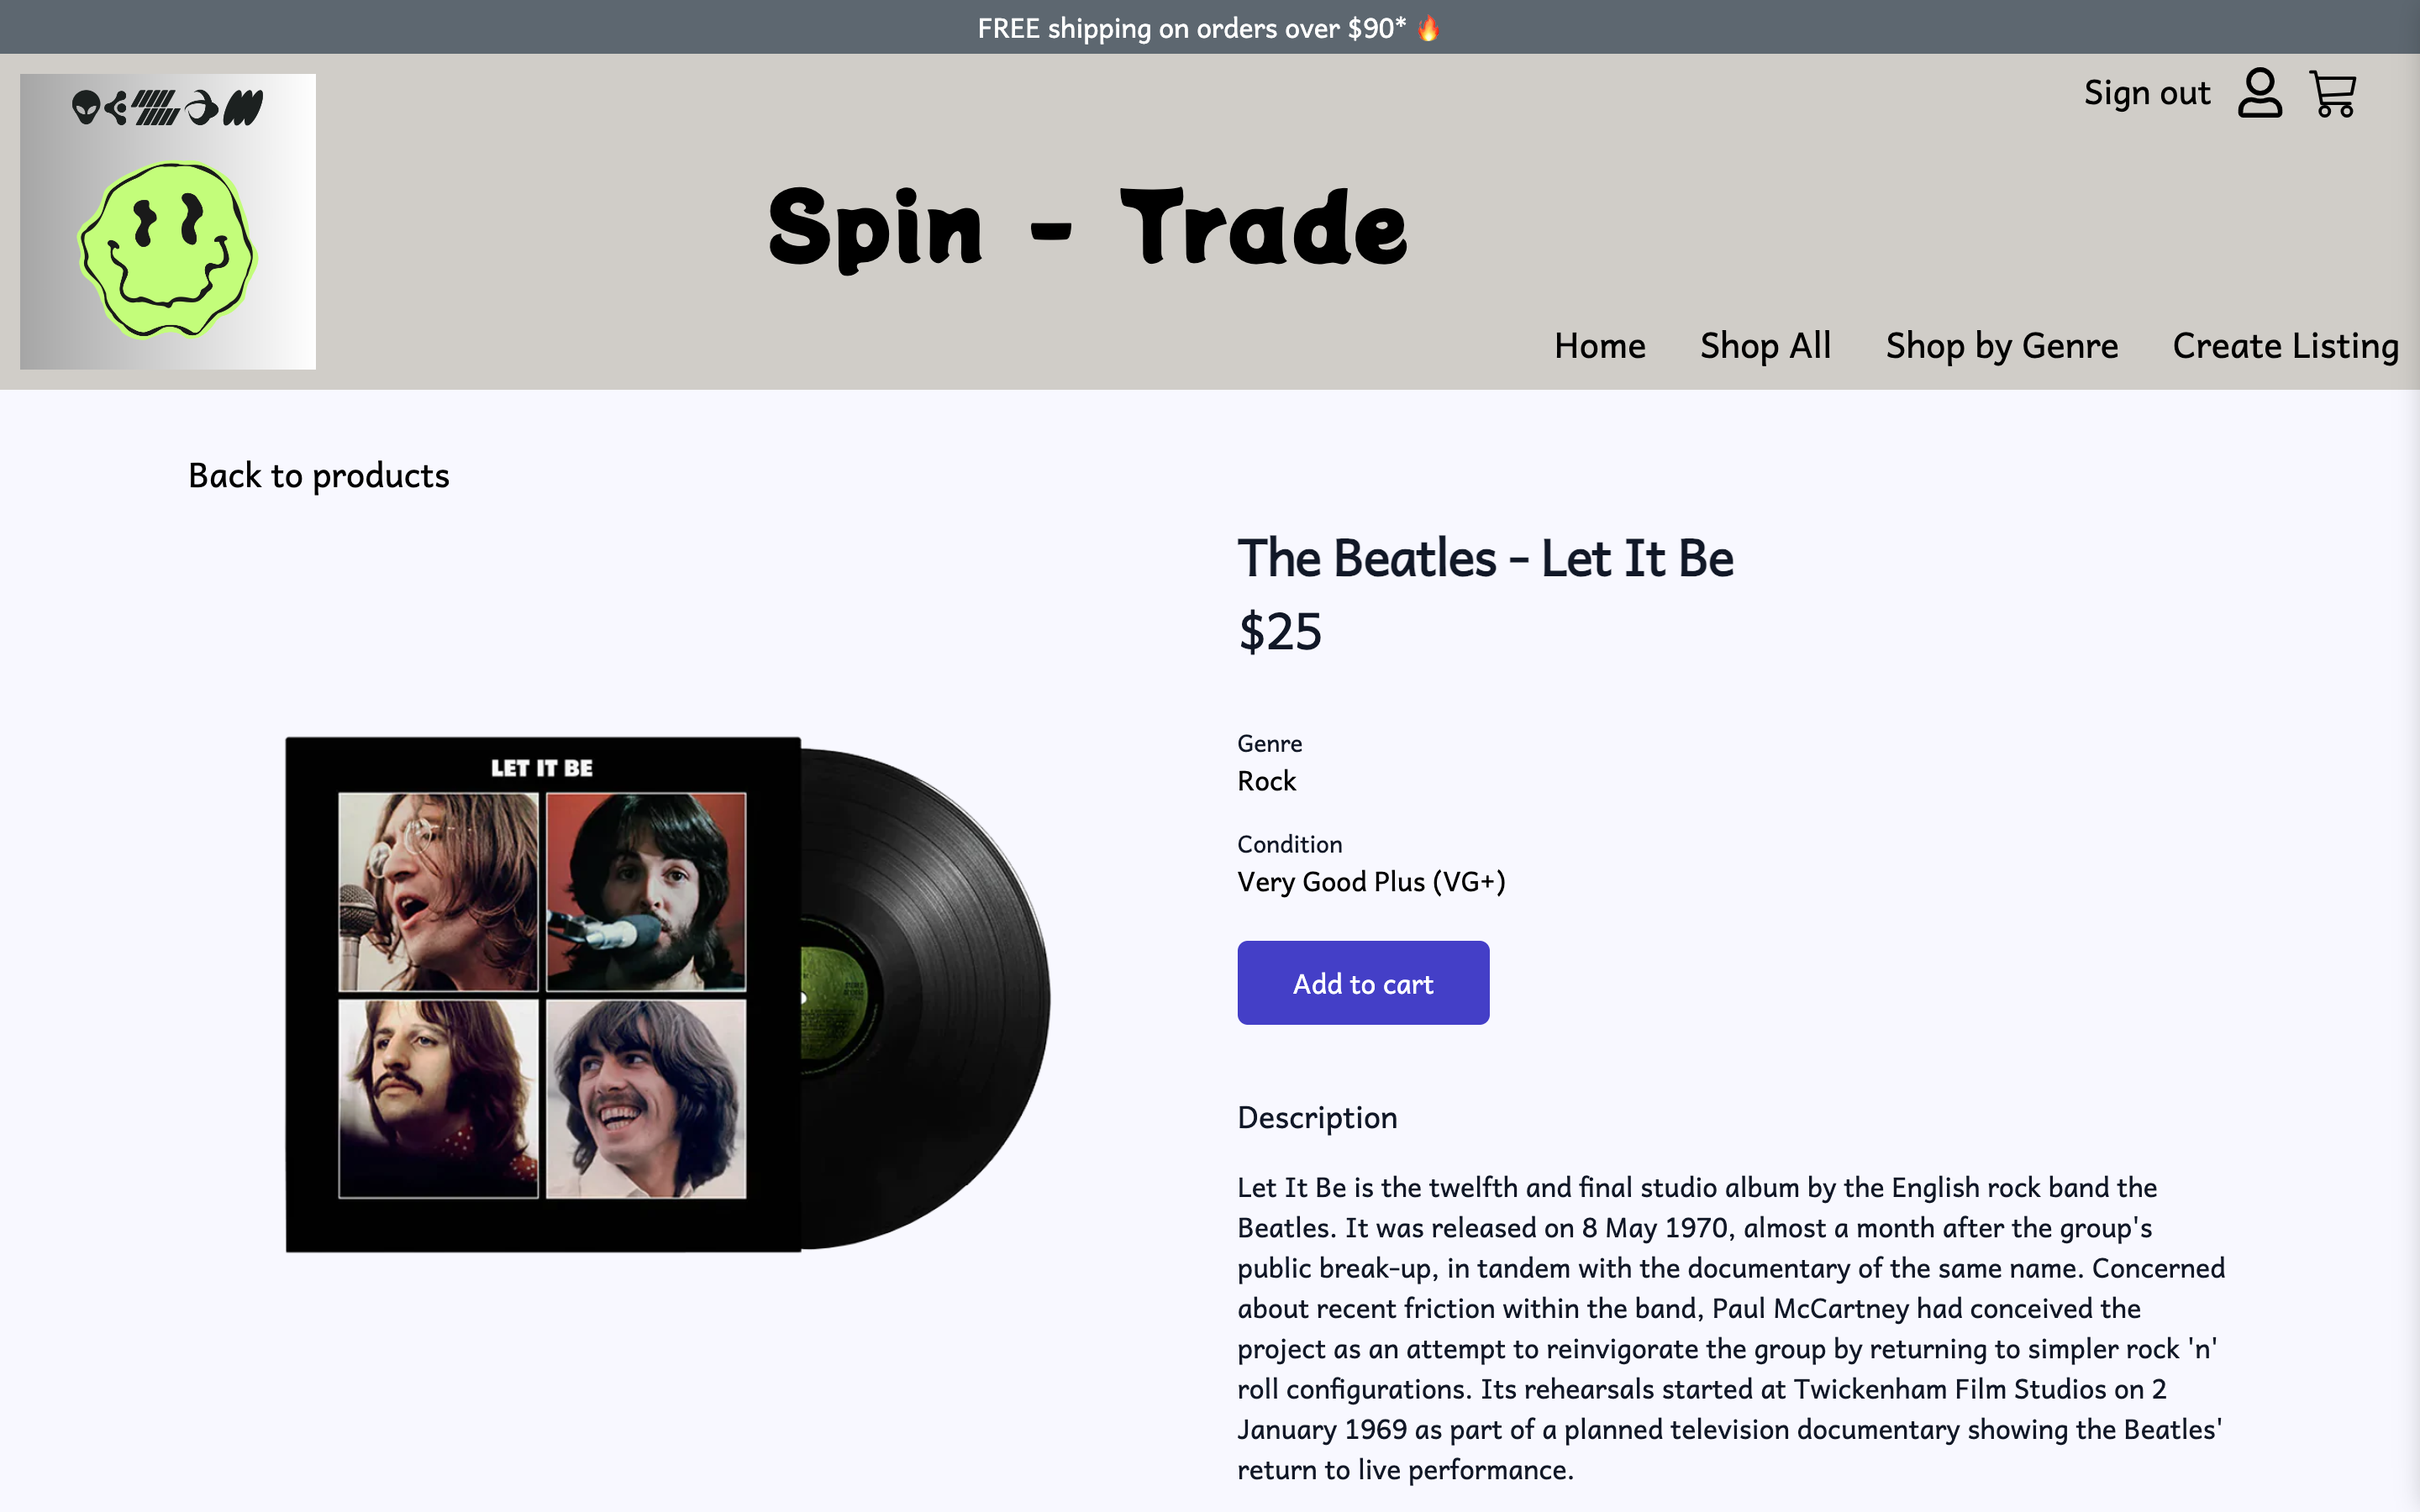 FREE shipping on orders over $90* 🔥
Sign out
Spin - Trade
Home Shop All Shop by Genre Create Listing
Back to products
The Beatles - Let It Be
$25
LET IT BE
Genre
Rock
Condition
Very Good Plus (VG+)
Add to cart
Description
Let It Be is the twelfth and final studio album by the English rock band the
Beatles. It was released on 8 May 1970, almost a month after the group's
public break-up, in tandem with the documentary of the same name. Concerned
about recent friction within the band, Paul McCartney had conceived the
project as an attempt to reinvigorate the group by returning to simpler rock 'n'
roll configurations. Its rehearsals started at Twickenham Film Studios on 2
January 1969 as part of a planned television documentary showing the Beatles'
return to live performance.